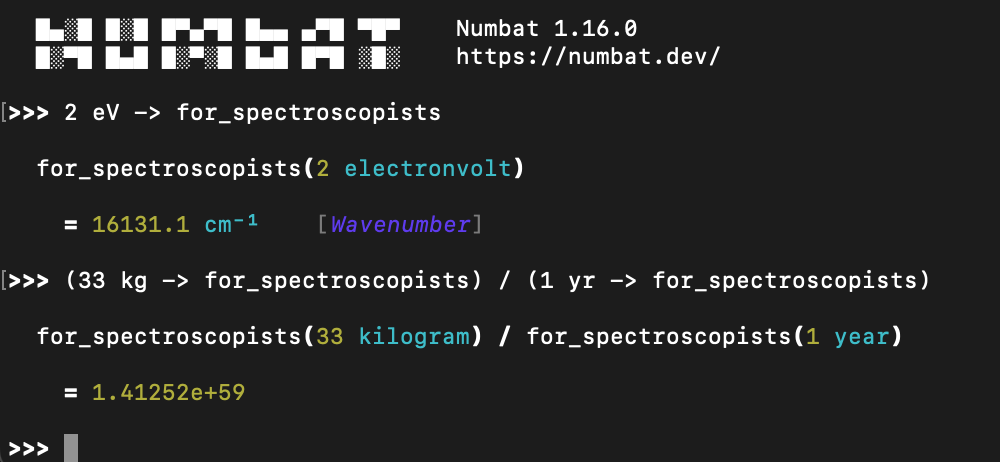 NUMBAT Numbat 1.16.0
https://numbat.dev/
[>>> 2 eV -> for_spectroscopists
for_spectroscopists(2 electronvolt)
= 16131.1 cm⁻¹ [Wavenumber]
[>>> (33 kg -> for_spectroscopists) / (1 yr -> for_spectroscopists)
for_spectroscopists(33 kilogram) / for_spectroscopists(1 year)
= 1.41252e+59
>>>